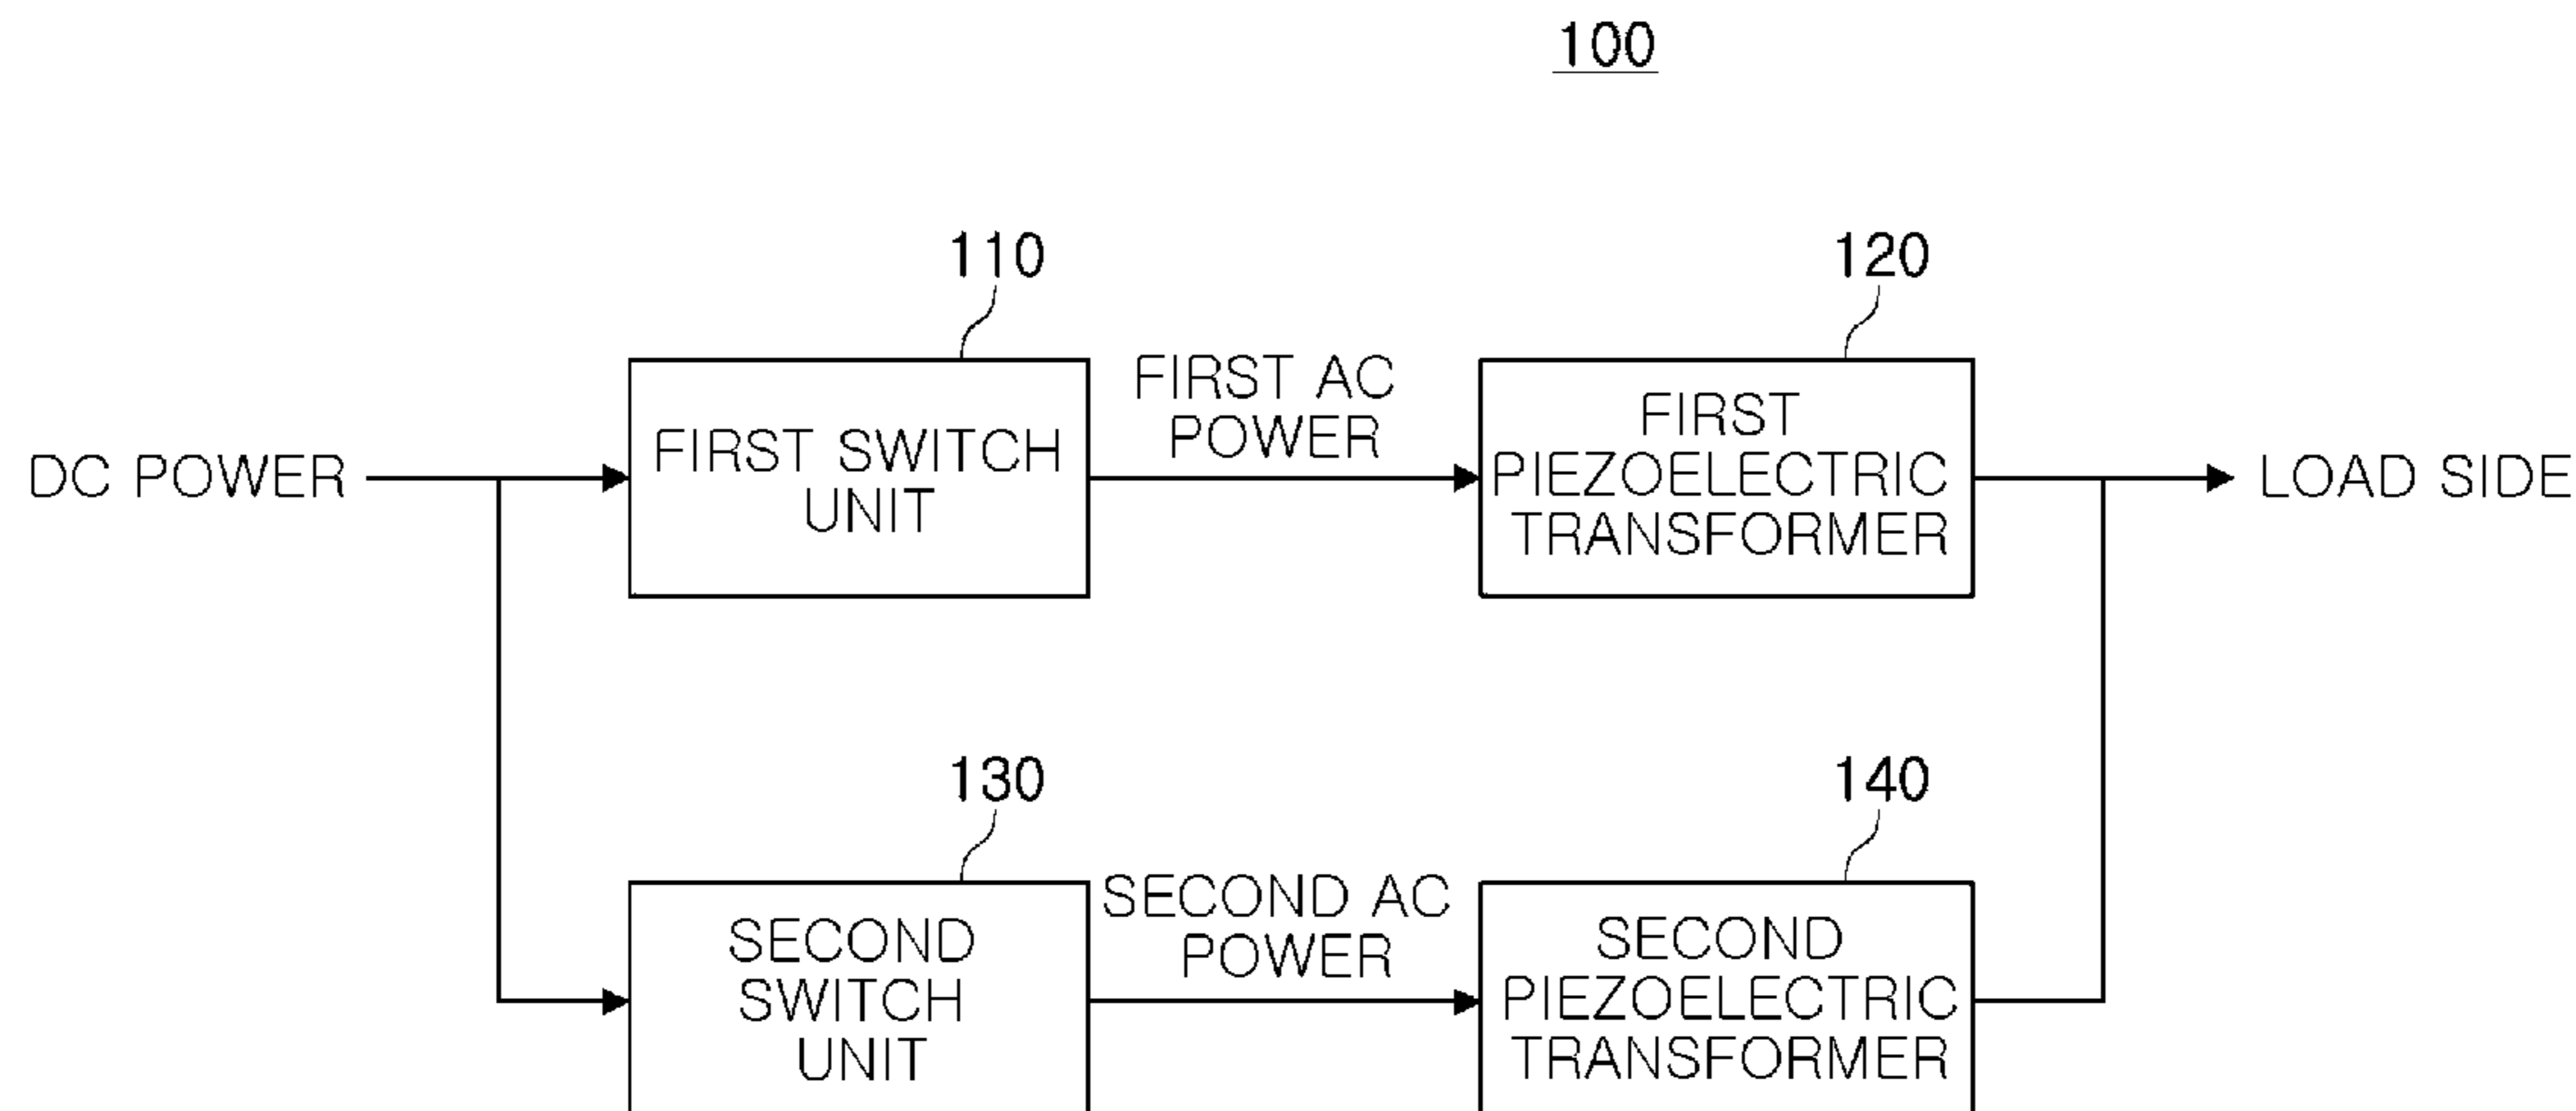 100
110
120
FIRST AC
POWER
DC POWER
FIRST SWITCH
UNIT
FIRST
PIEZOELECTRIC
TRANSFORMER
LOAD SIDE
130
140
SECOND AC
POWER
SECOND
SWITCH
UNIT
SECOND
PIEZOELECTRIC
TRANSFORMER